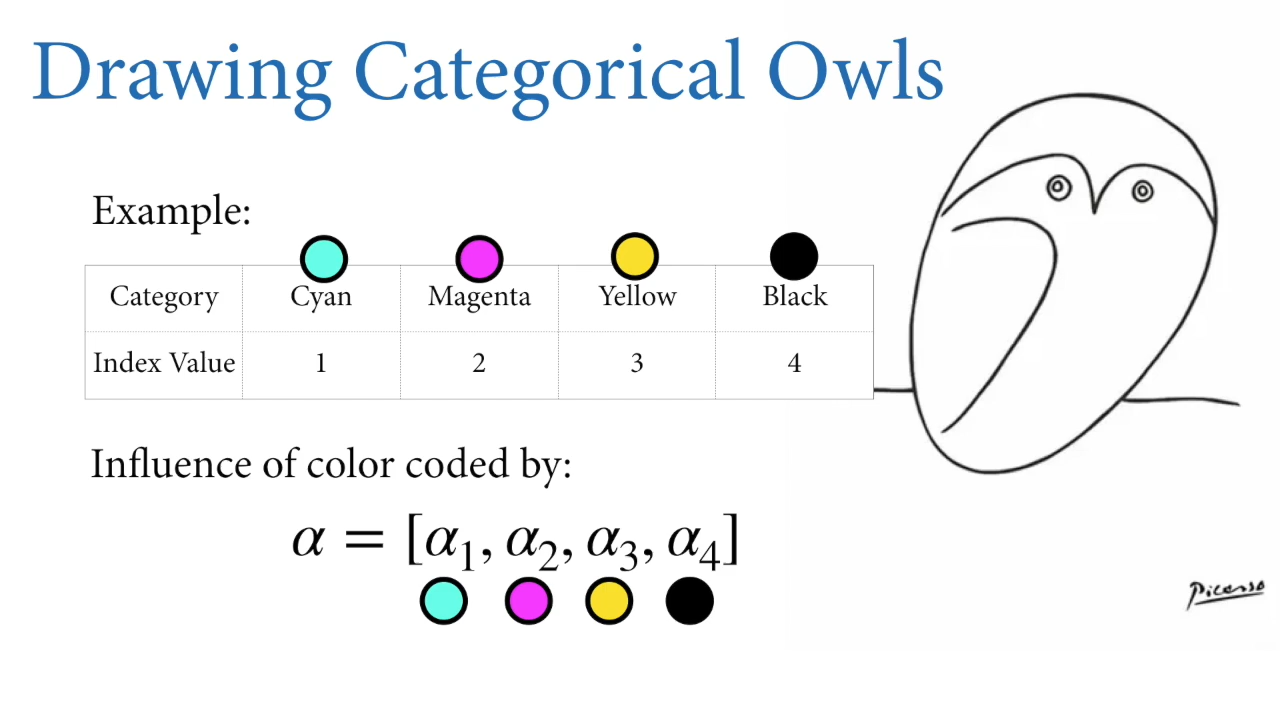 Drawing Categorical Owls
Example:
Category Cyan Magenta Yellow Black
Index Value 1 2 3 4
Influence of color coded by:
α = [α₁, α₂, α₃, α₄]
Picasso